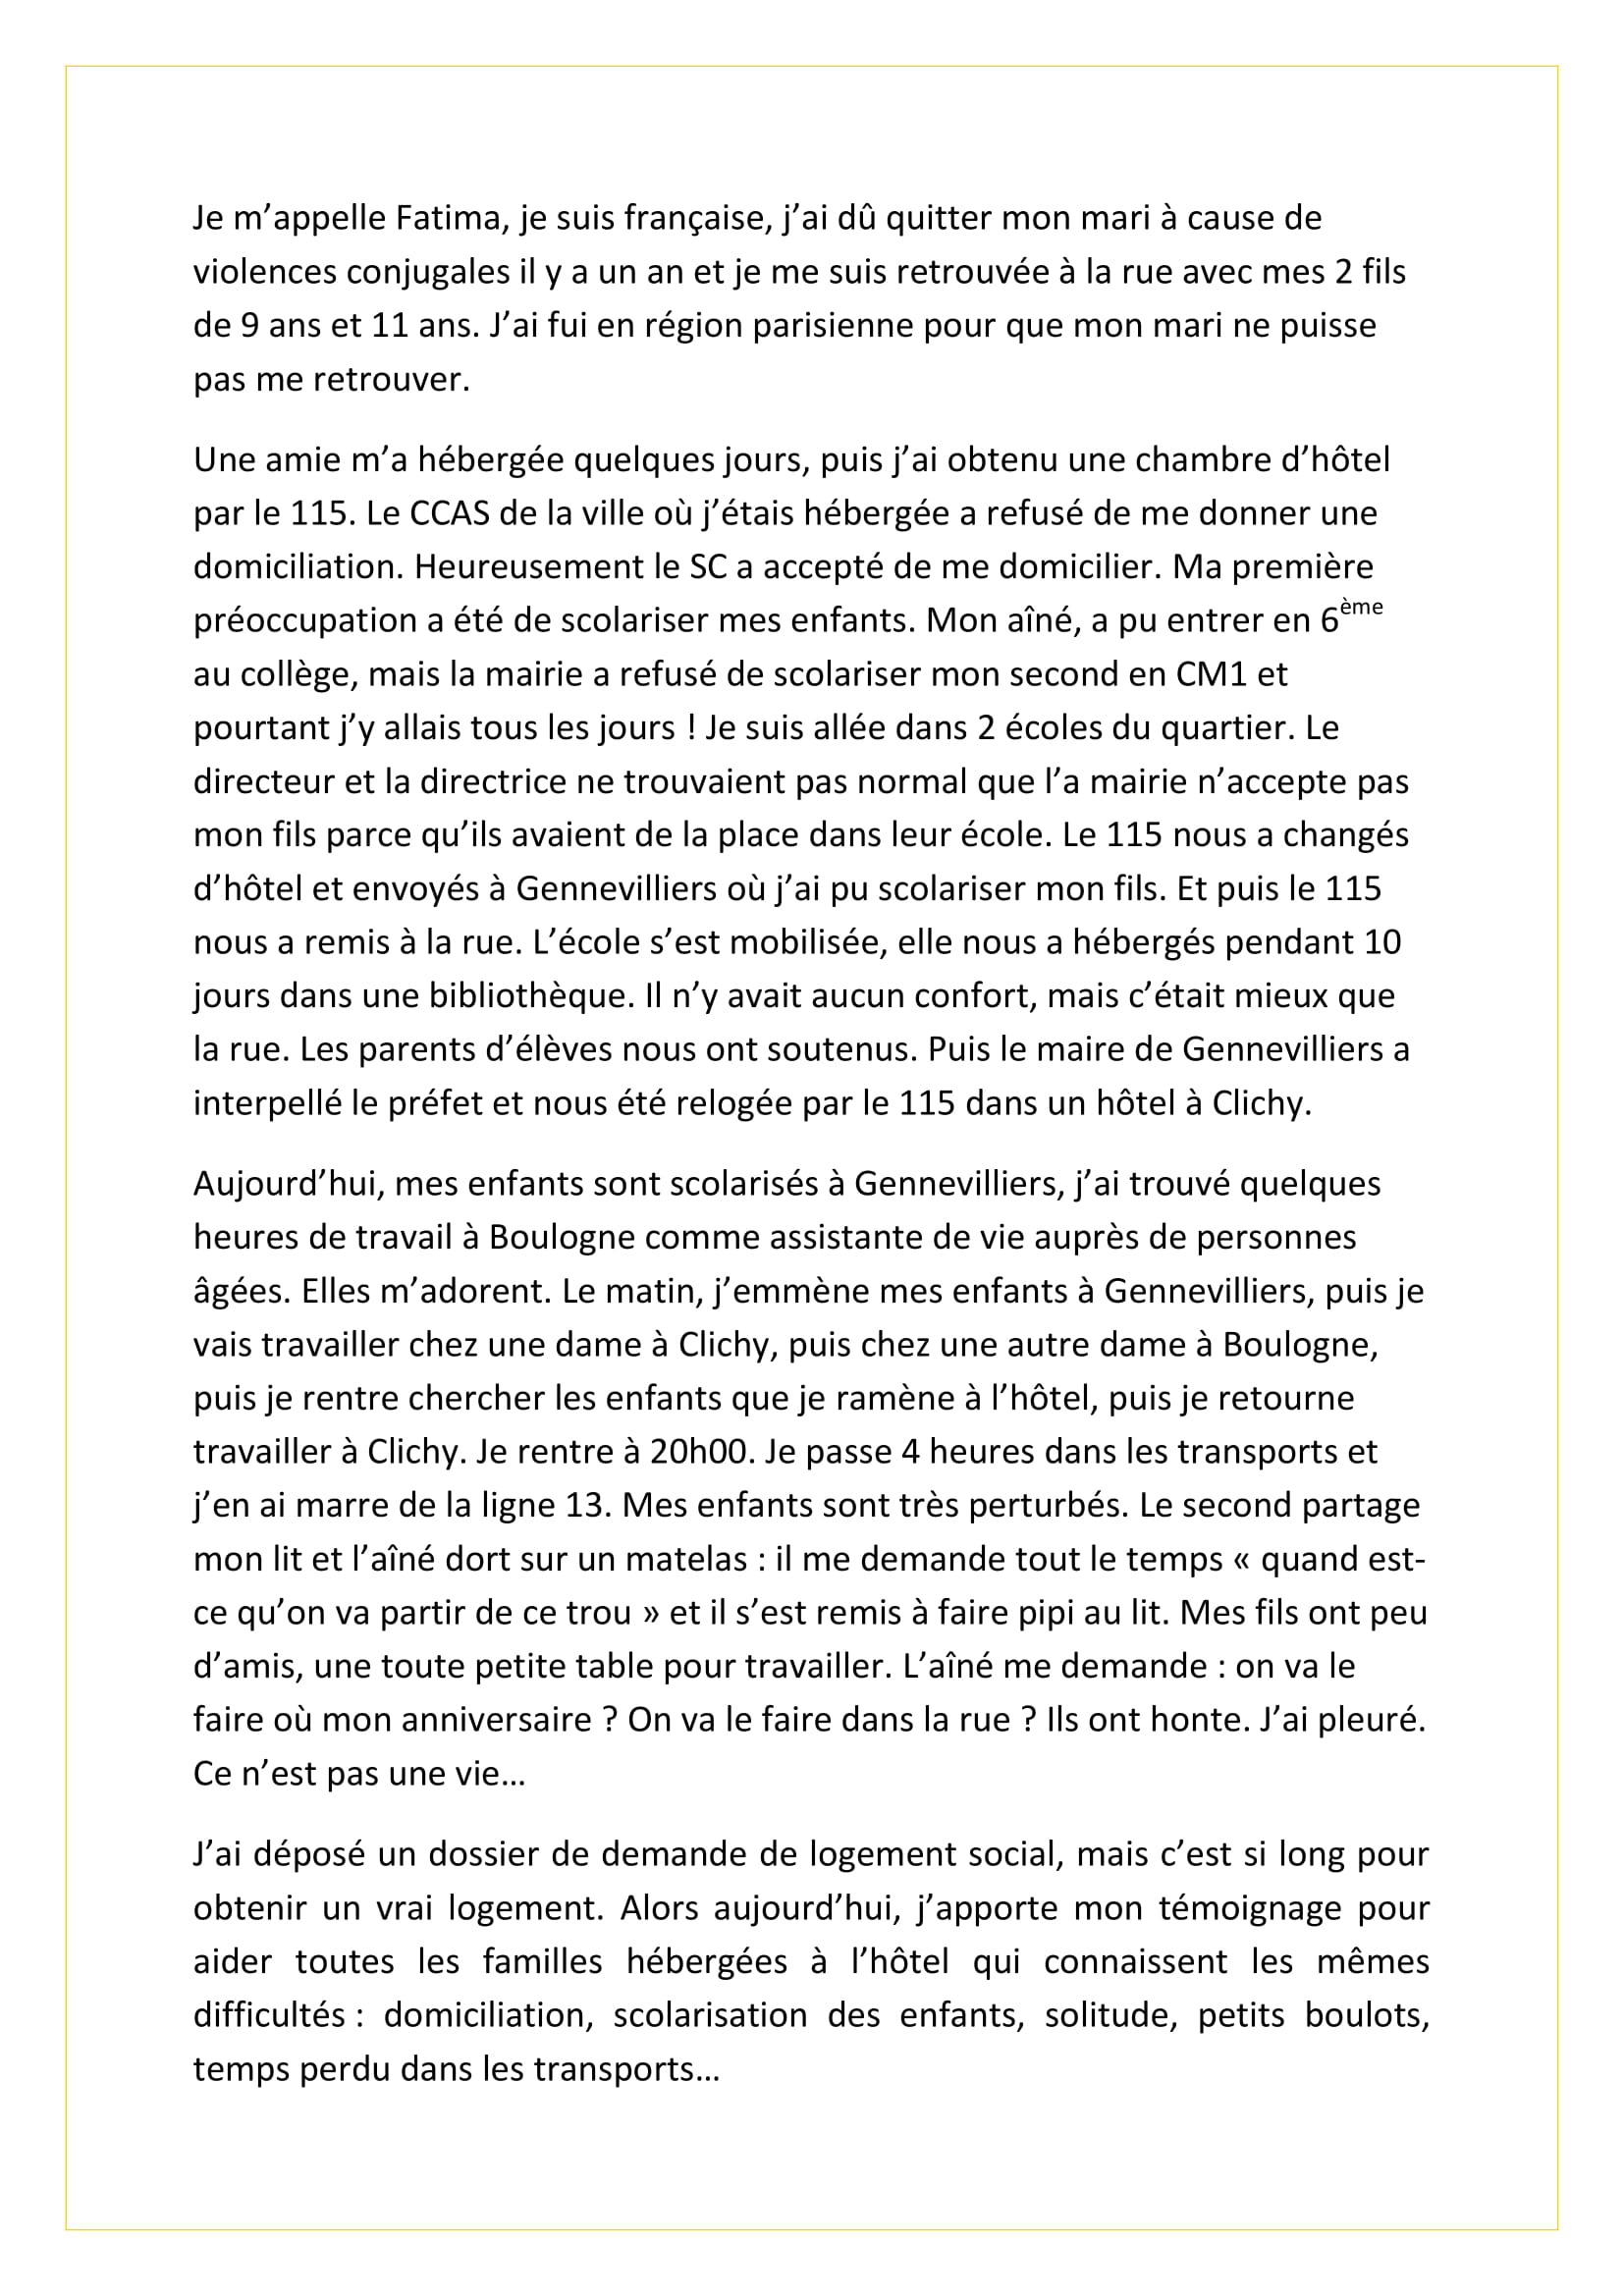 Je m’appelle Fatima, je suis française, j’ai dû quitter mon mari à cause de
violences conjugales il y a un an et je me suis retrouvée à la rue avec mes 2 fils
de 9 ans et 11 ans. J’ai fui en région parisienne pour que mon mari ne puisse
pas me retrouver.
Une amie m’a hébergée quelques jours, puis j’ai obtenu une chambre d’hôtel
par le 115. Le CCAS de la ville où j’étais hébergée a refusé de me donner une
domiciliation. Heureusement le SC a accepté de me domicilier. Ma première
préoccupation a été de scolariser mes enfants. Mon aîné, a pu entrer en 6ème
au collège, mais la mairie a refusé de scolariser mon second en CM1 et
pourtant j’y allais tous les jours ! Je suis allée dans 2 écoles du quartier. Le
directeur et la directrice ne trouvaient pas normal que l’a mairie n’accepte pas
mon fils parce qu’ils avaient de la place dans leur école. Le 115 nous a changés
d’hôtel et envoyés à Gennevilliers où j’ai pu scolariser mon fils. Et puis le 115
nous a remis à la rue. L’école s’est mobilisée, elle nous a hébergés pendant 10
jours dans une bibliothèque. Il n’y avait aucun confort, mais c’était mieux que
la rue. Les parents d’élèves nous ont soutenus. Puis le maire de Gennevilliers a
interpellé le préfet et nous été relogée par le 115 dans un hôtel à Clichy.
Aujourd’hui, mes enfants sont scolarisés à Gennevilliers, j’ai trouvé quelques
heures de travail à Boulogne comme assistante de vie auprès de personnes
âgées. Elles m’adorent. Le matin, j’emmène mes enfants à Gennevilliers, puis je
vais travailler chez une dame à Clichy, puis chez une autre dame à Boulogne,
puis je rentre chercher les enfants que je ramène à l’hôtel, puis je retourne
travailler à Clichy. Je rentre à 20h00. Je passe 4 heures dans les transports et
j’en ai marre de la ligne 13. Mes enfants sont très perturbés. Le second partage
mon lit et l’aîné dort sur un matelas : il me demande tout le temps « quand est-
ce qu’on va partir de ce trou » et il s’est remis à faire pipi au lit. Mes fils ont peu
d’amis, une toute petite table pour travailler. L’aîné me demande : on va le
faire où mon anniversaire ? On va le faire dans la rue ? Ils ont honte. J’ai pleuré.
Ce n’est pas une vie…
J’ai déposé un dossier de demande de logement social, mais c’est si long pour
obtenir un vrai logement. Alors aujourd’hui, j’apporte mon témoignage pour
aider toutes les familles hébergées à l’hôtel qui connaissent les mêmes
difficultés : domiciliation, scolarisation des enfants, solitude, petits boulots,
temps perdu dans les transports…